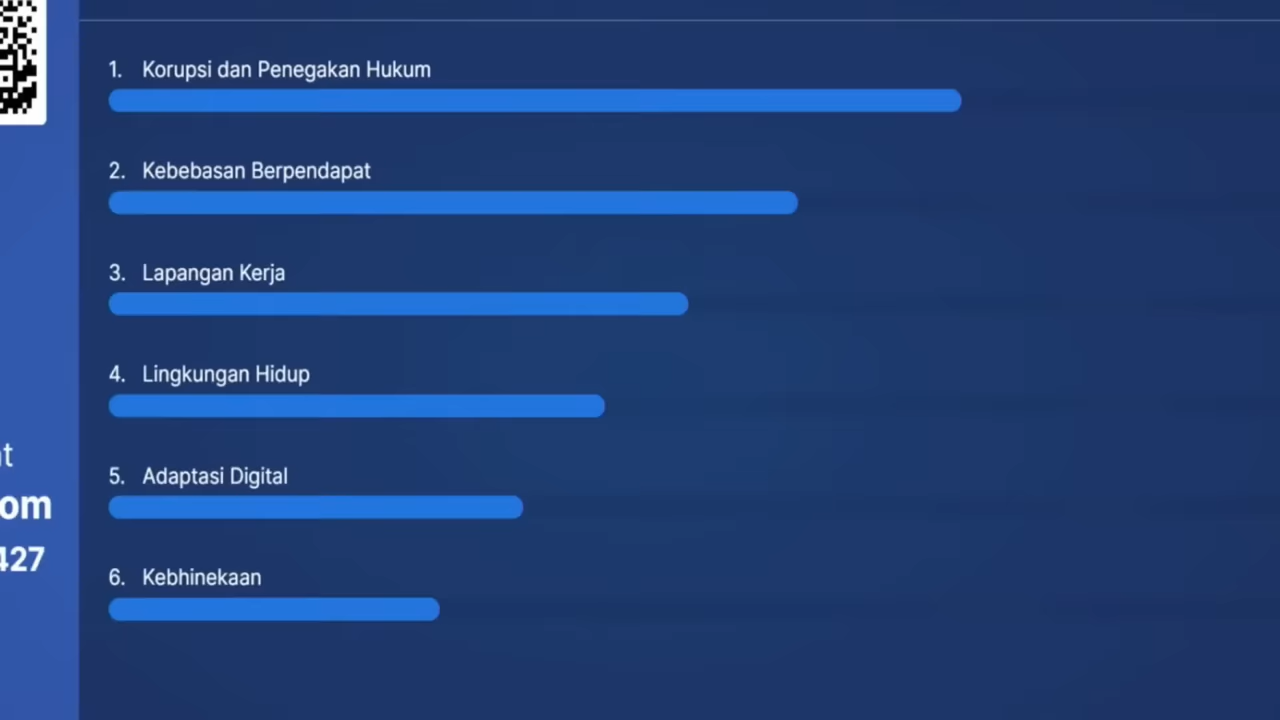 1. Korupsi dan Penegakan Hukum
2. Kebebasan Berpendapat
3. Lapangan Kerja
4. Lingkungan Hidup
5. Adaptasi Digital
6. Kebhinekaan
427